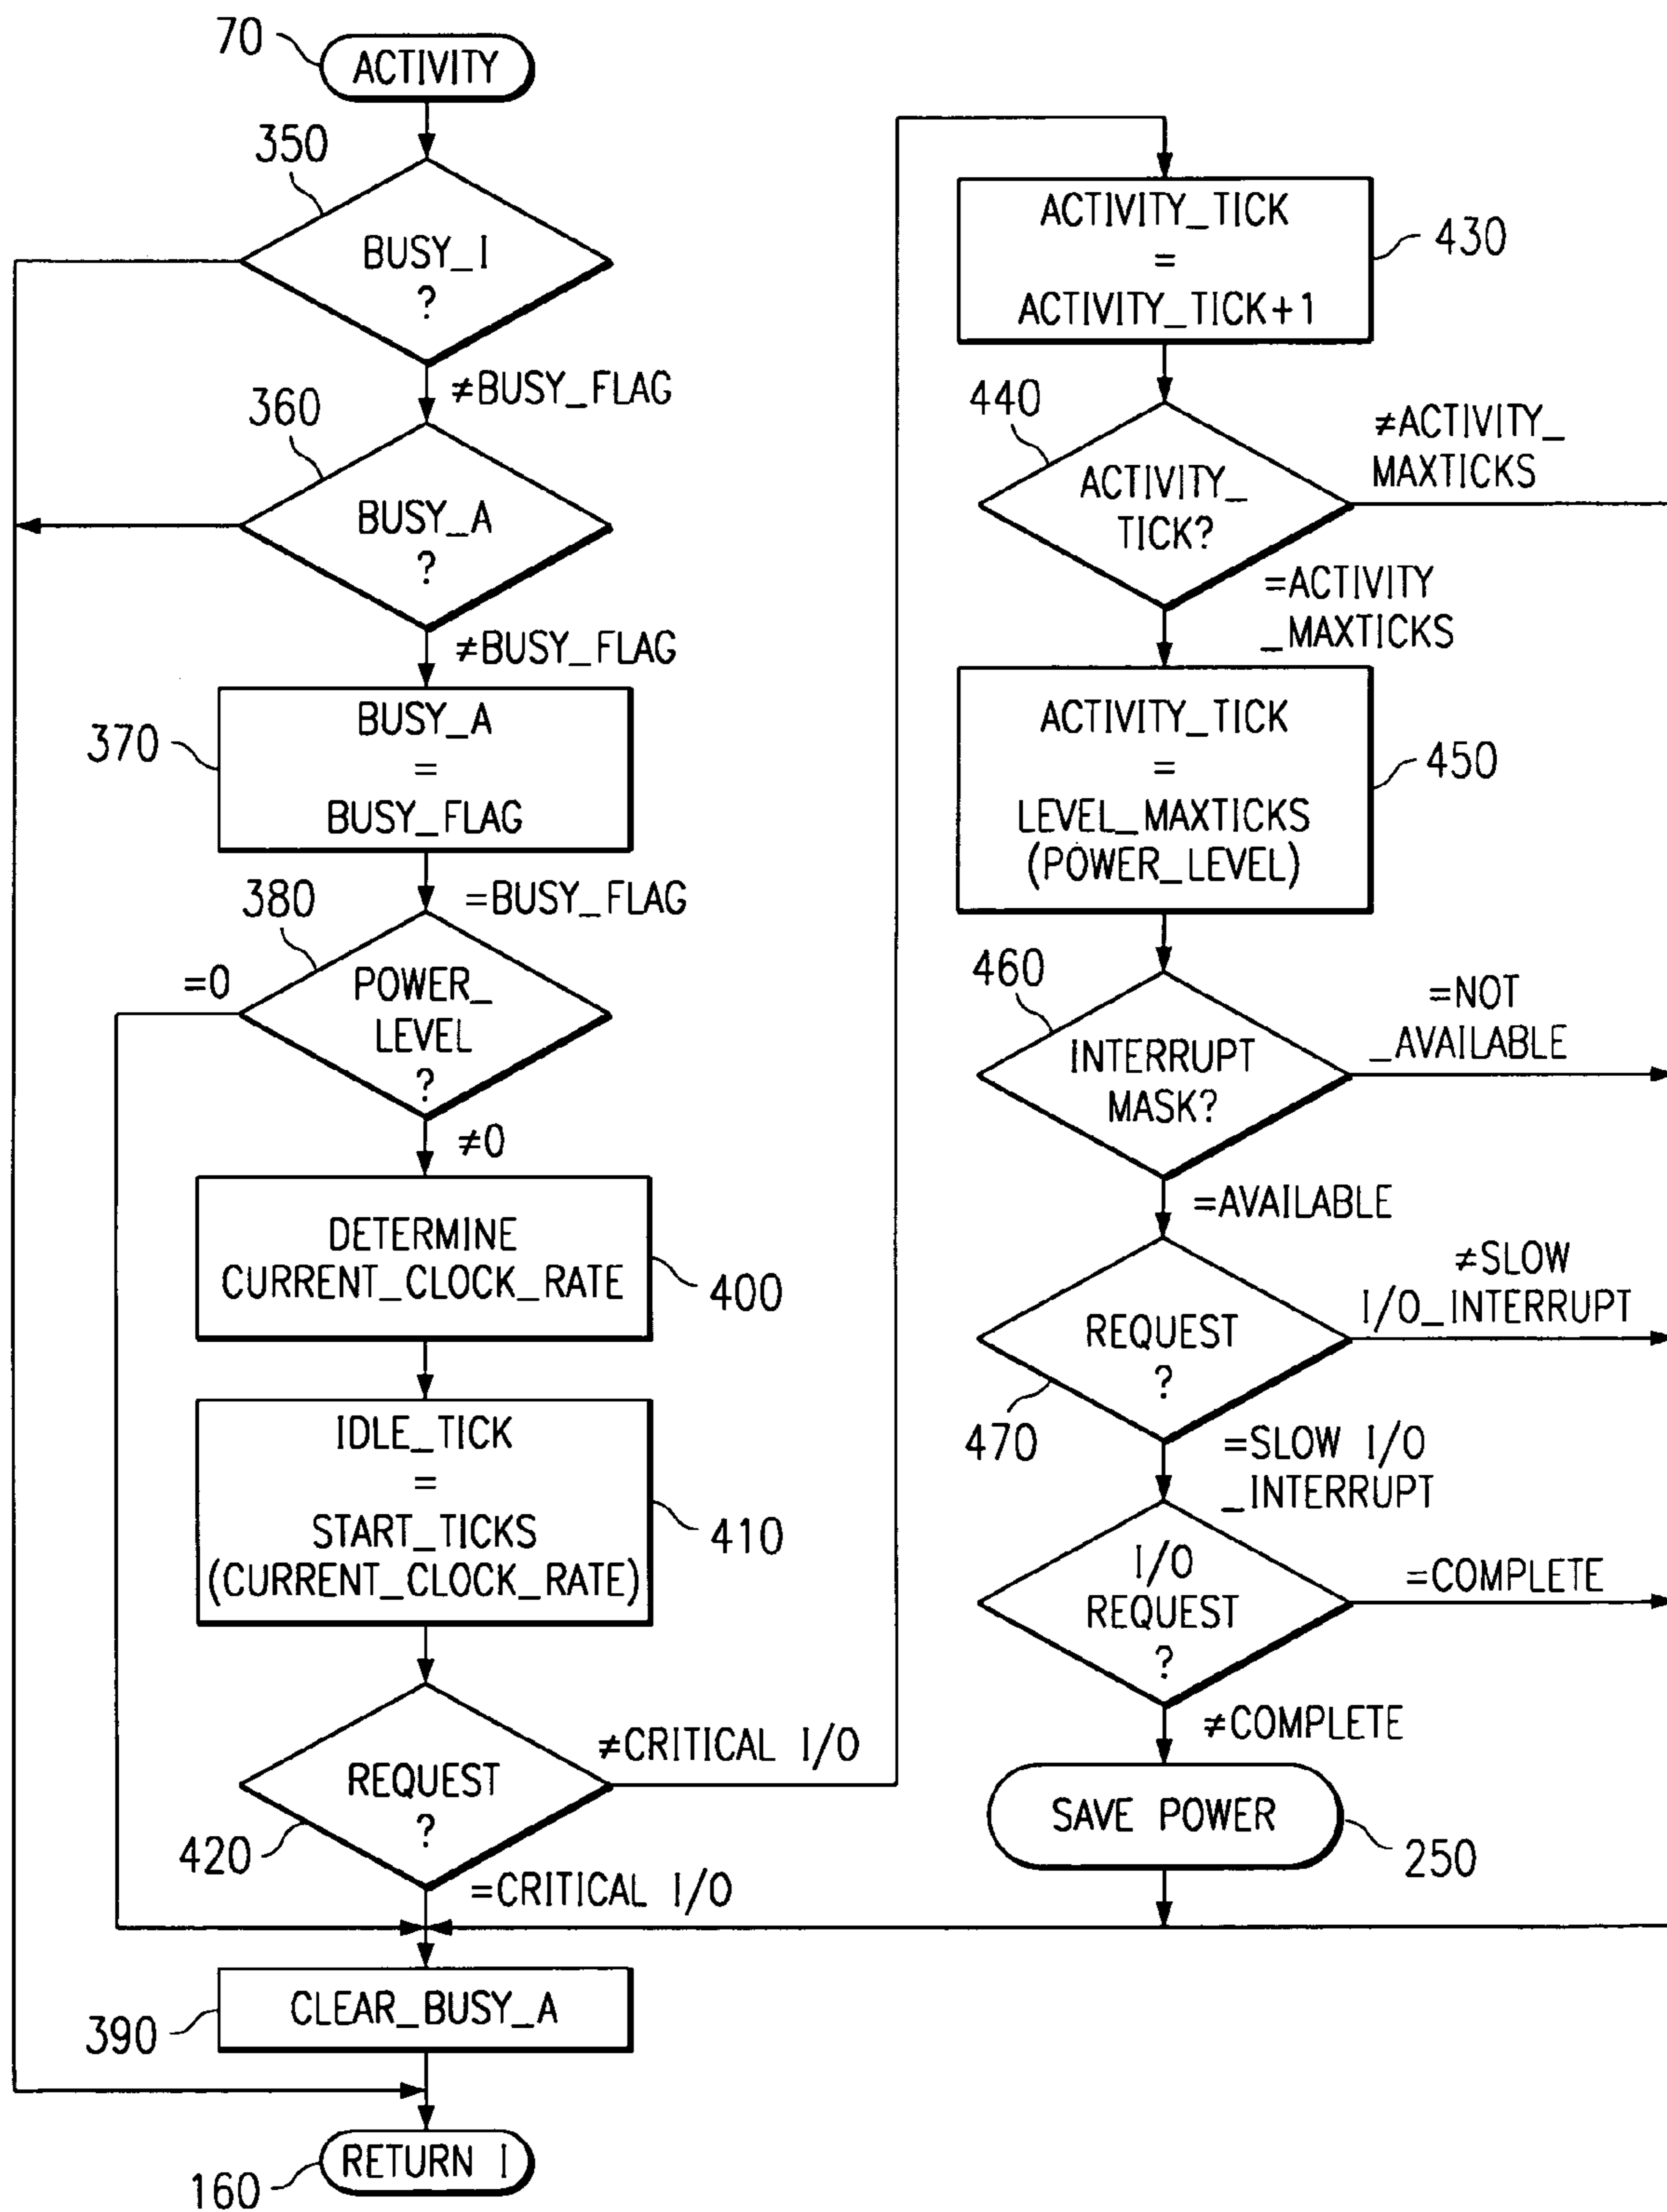 70
ACTIVITY
350
BUSY_I
?
≠BUSY_FLAG
360
BUSY_A
?
≠BUSY_FLAG
370
BUSY_A
=
BUSY_FLAG
=BUSY_FLAG
380
=0
POWER_
LEVEL
?
≠0
DETERMINE
CURRENT_CLOCK_RATE
400
IDLE_TICK
=
START_TICKS
(CURRENT_CLOCK_RATE)
410
REQUEST
?
≠CRITICAL I/O
420
=CRITICAL I/O
CLEAR_BUSY_A
390
RETURN I
160
ACTIVITY_TICK
=
ACTIVITY_TICK+1
430
440
≠ACTIVITY_
MAXTICKS
ACTIVITY_
TICK?
=ACTIVITY
_MAXTICKS
ACTIVITY_TICK
=
LEVEL_MAXTICKS
(POWER_LEVEL)
450
460
=NOT
_AVAILABLE
INTERRUPT
MASK?
=AVAILABLE
≠SLOW
I/O_INTERRUPT
REQUEST
?
470
=SLOW I/O
_INTERRUPT
I/O
REQUEST
?
=COMPLETE
≠COMPLETE
SAVE POWER
250